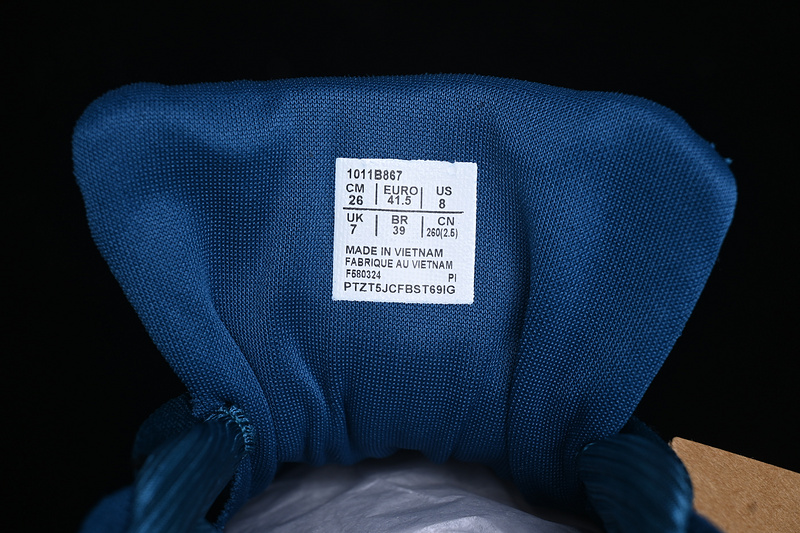 1011B867
CM EURO US
26 41.5 8
UK BR CN
7 39 260(2.5)
MADE IN VIETNAM
FABRIQUE AU VIETNAM
F580324 PI
PTZT5JCFBST69IG